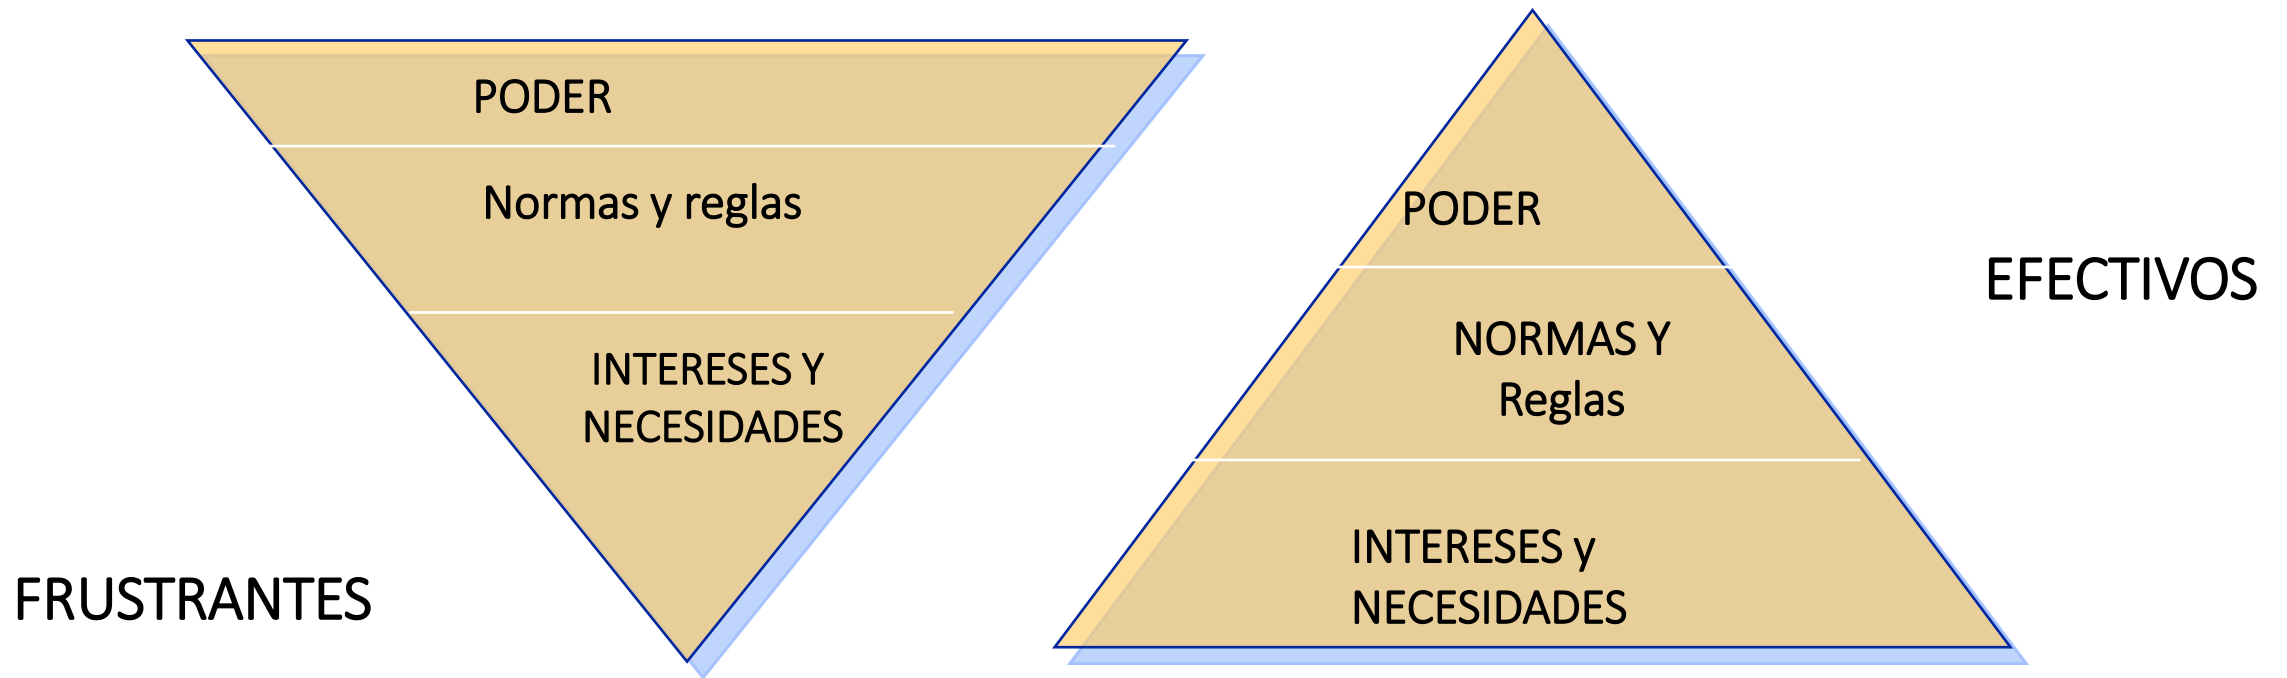 PODER
Normas y reglas
INTERESES Y
NECESIDADES
FRUSTRANTES
PODER
NORMAS Y
Reglas
INTERESES y
NECESIDADES
EFECTIVOS